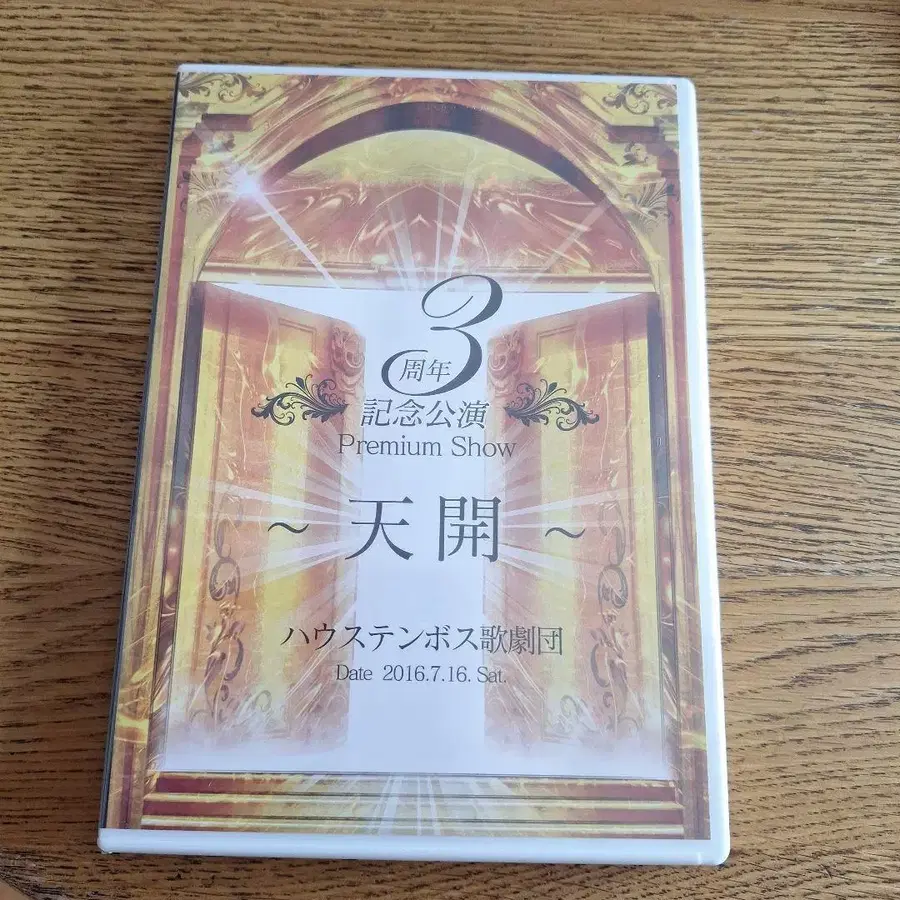 3
周年
記念公演
Premium Show
～天開～
ハウステンボス歌劇団
Date 2016.7.16. Sat.